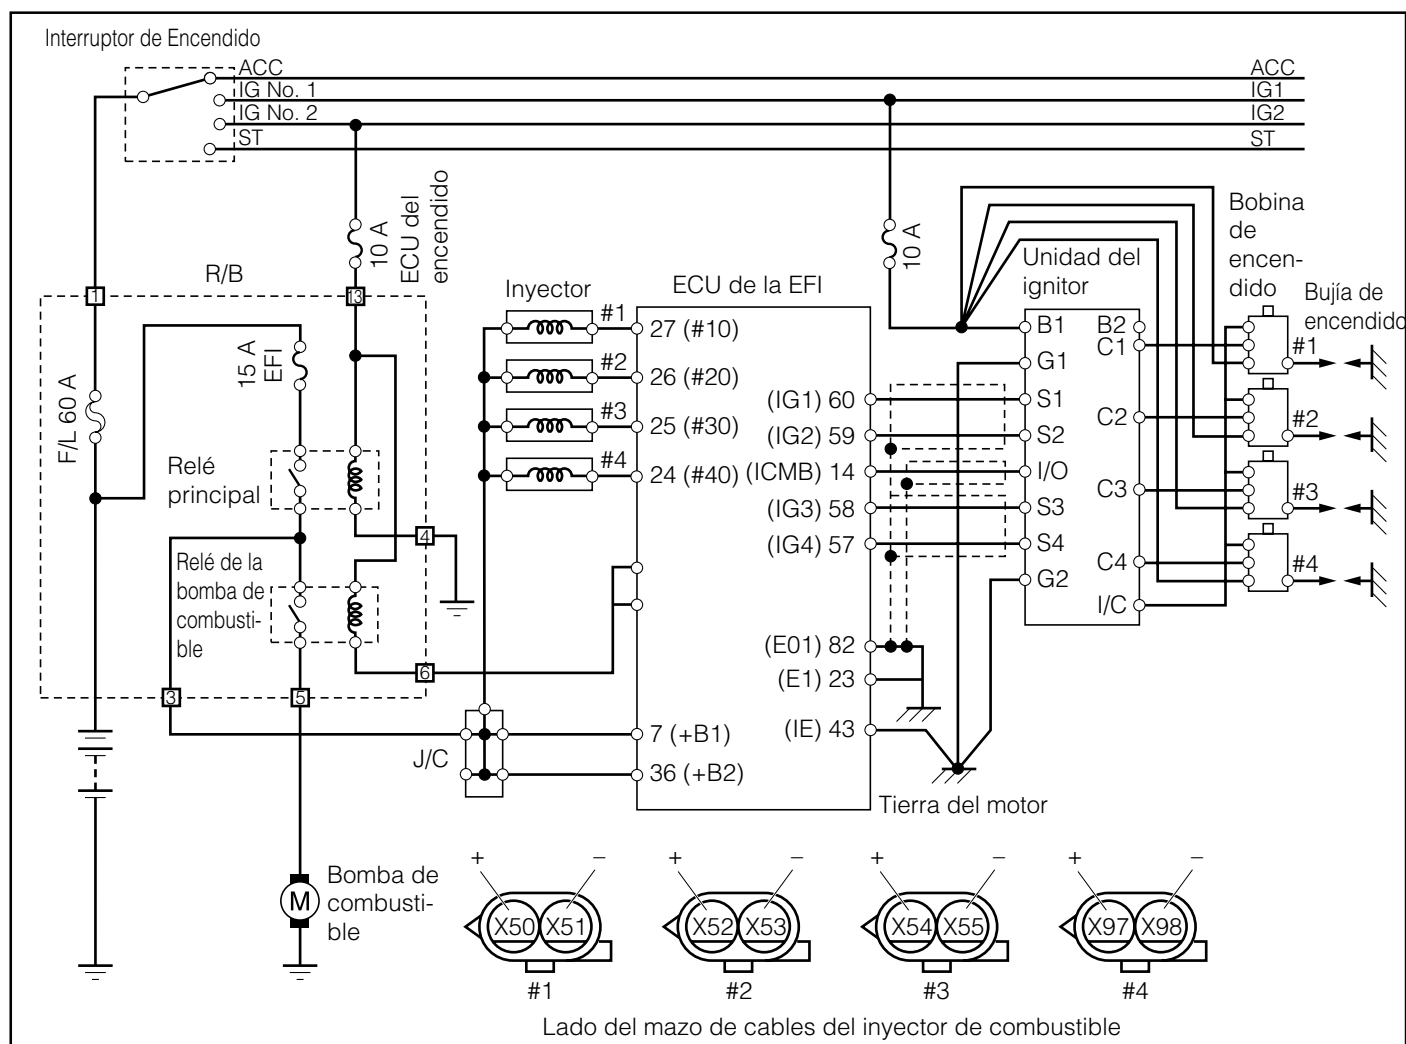 Interruptor de Encendido
ACC
ACC
IG No. 1
IG1
IG No. 2
IG2
ST
ST
10 A
ECU del
encendido
10 A
R/B
1
13
F/L 60 A
15 A
EFI
Relé
principal
4
Relé de la
bomba de
combusti-
ble
6
3
5
J/C
M
Bomba de
combusti-
ble
Inyector
#1
#2
#3
#4
ECU de la EFI
27 (#10)
26 (#20)
25 (#30)
24 (#40)
(IG1) 60
(IG2) 59
(ICMB) 14
(IG3) 58
(IG4) 57
(E01) 82
(E1) 23
(IE) 43
7 (+B1)
36 (+B2)
Tierra del motor
Unidad del
ignitor
B1
G1
S1
S2
I/O
S3
S4
G2
B2
C1
C2
C3
C4
I/C
Bobina
de
encen-
dido
Bujía de
encendido
#1
#2
#3
#4
+ −
X50 X51
#1
+ −
X52 X53
#2
+ −
X54 X55
#3
+ −
X97 X98
#4
Lado del mazo de cables del inyector de combustible